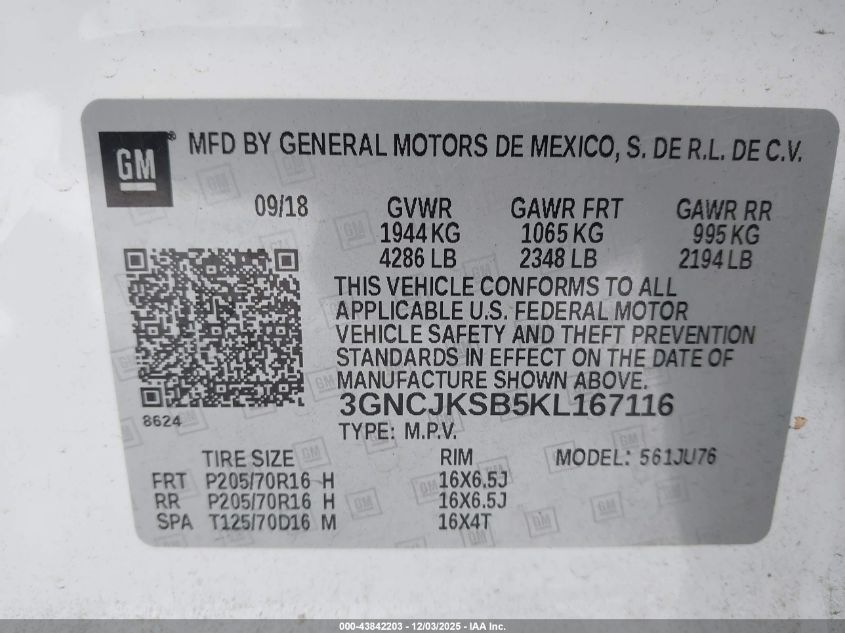 GM® MFD BY GENERAL MOTORS DE MEXICO, S. DE R.L. DE C.V.
09/18 GVWR GAWR FRT GAWR RR
1944 KG 1065 KG 995 KG
4286 LB 2348 LB 2194 LB
THIS VEHICLE CONFORMS TO ALL
APPLICABLE U.S. FEDERAL MOTOR
VEHICLE SAFETY AND THEFT PREVENTION
STANDARDS IN EFFECT ON THE DATE OF
MANUFACTURE SHOWN ABOVE.
3GNCJKSB5KL167116
8624
TYPE: M.P.V.
TIRE SIZE RIM MODEL: 561JU76
FRT P205/70R16 H 16X6.5J
RR P205/70R16 H 16X6.5J
SPA T125/70D16 M 16X4T
000-43842203 - 12/03/2025 - IAA Inc.